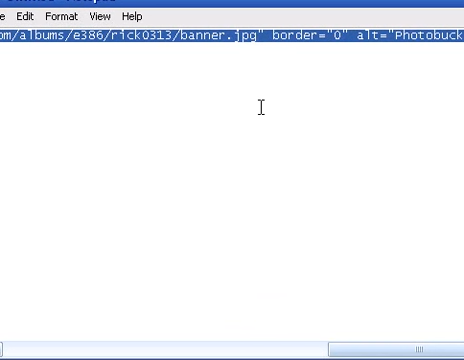 Edit Format View Help
om/albums/e386/rick0313/banner.jpg" border="0" alt="Photobuck